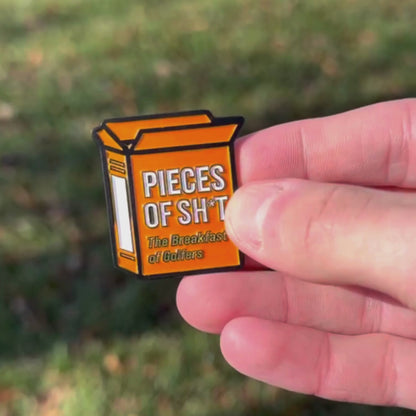 PIECES
OF SH*T
The Breakfast
of Golfers